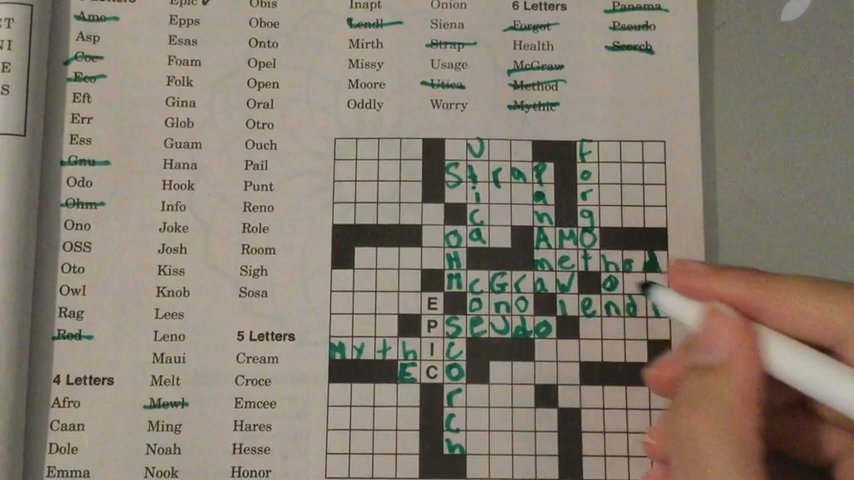 Amo
Asp
Coe
Eco
Eft
Err
Ess
Gnu
Odo
Ohm
Ono
OSS
Oto
Owl
Rag
Red
4 Letters
Afro
Caan
Dole
Emma
Epic
Epps
Esas
Foam
Folk
Gina
Glob
Guam
Hana
Hook
Info
Joke
Josh
Kiss
Knob
Lees
Leno
Maui
Melt
Mewl
Ming
Noah
Nook
Obis
Oboe
Onto
Opel
Open
Oral
Otro
Ouch
Pail
Punt
Reno
Role
Room
Sigh
Sosa
5 Letters
Cream
Croce
Emcee
Hares
Hesse
Honor
Inapt
Lendl
Mirth
Missy
Moore
Oddly
Onion
Siena
Strap
Usage
Utica
Worry
6 Letters
Forgot
Health
McGraw
Method
Mythic
Panama
Pseudo
Scorch
Strap
AMO
method
McGraW
ono lendl
PSEUdo
Mythic
ECO